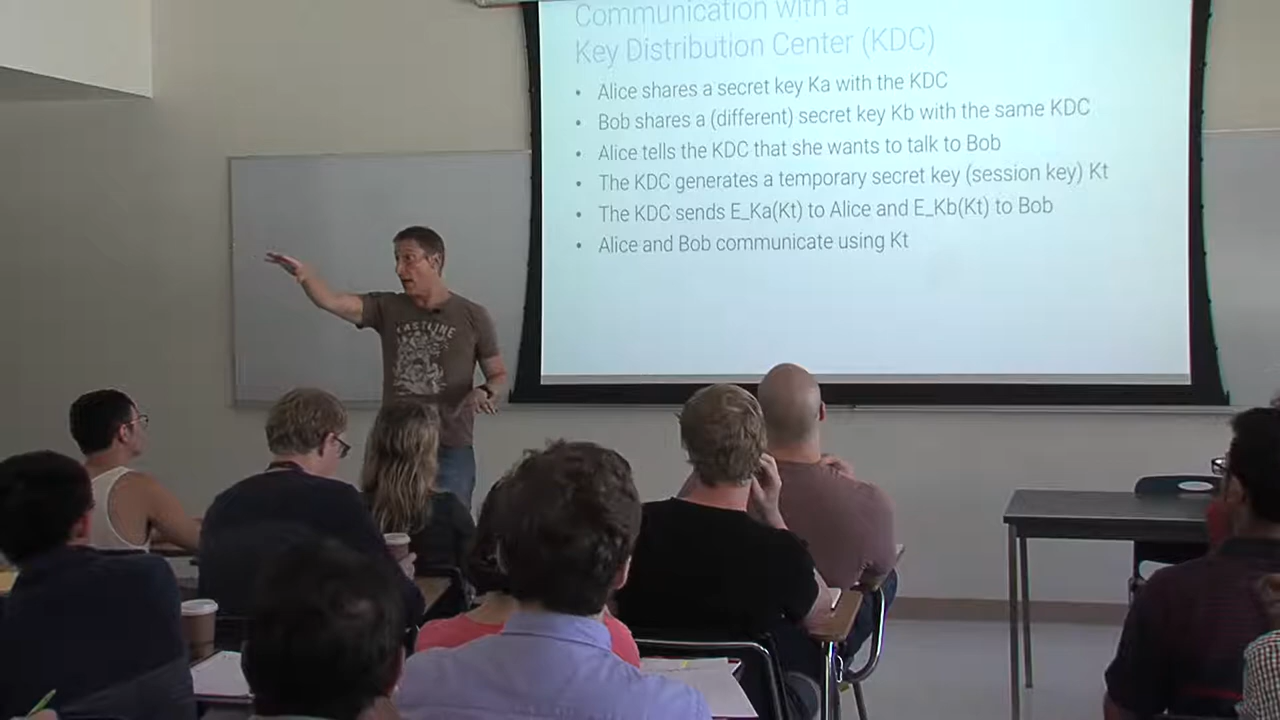 Communication with a
Key Distribution Center (KDC)
• Alice shares a secret key Ka with the KDC
• Bob shares a (different) secret key Kb with the same KDC
• Alice tells the KDC that she wants to talk to Bob
• The KDC generates a temporary secret key (session key) Kt
• The KDC sends E_Ka(Kt) to Alice and E_Kb(Kt) to Bob
• Alice and Bob communicate using Kt